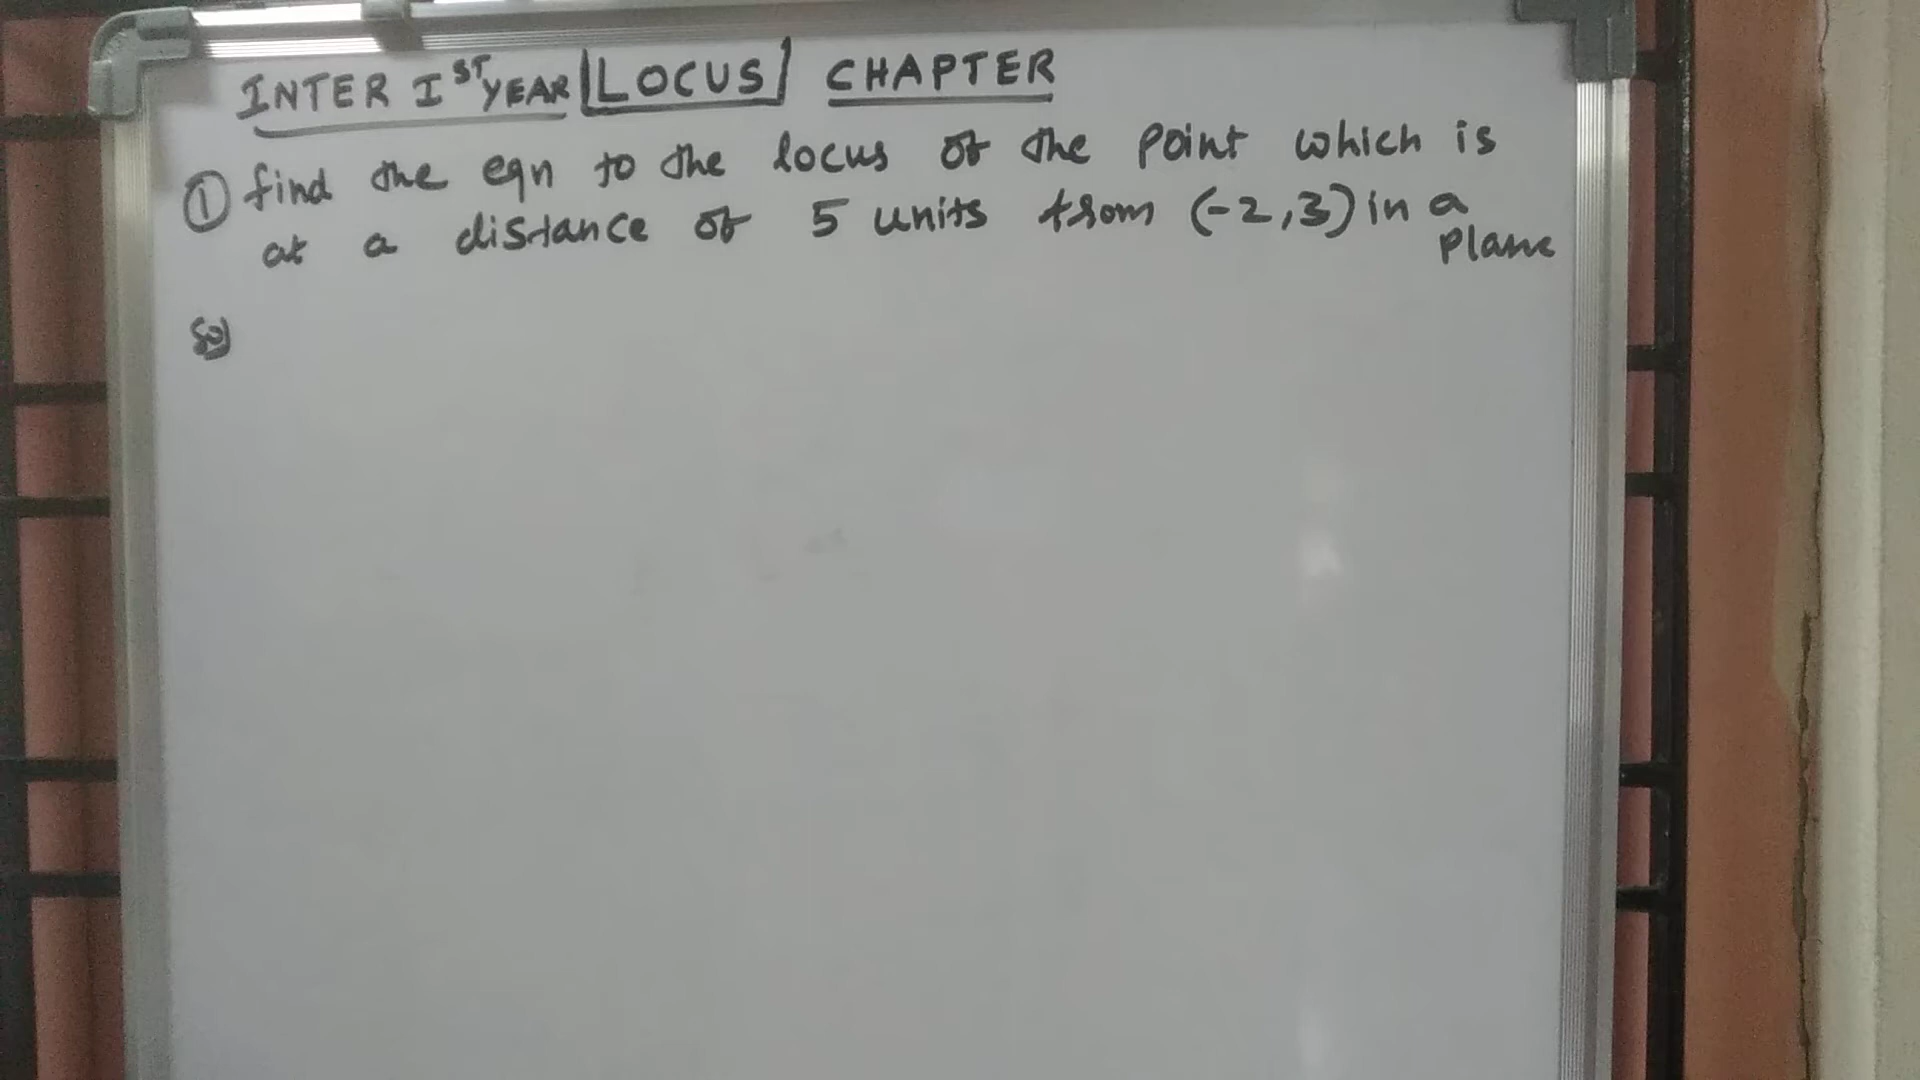 INTER I ST YEAR LOCUS CHAPTER
① find the eqn to the locus of the point which is
at a distance of 5 units from (-2,3) in a
plane
Sol